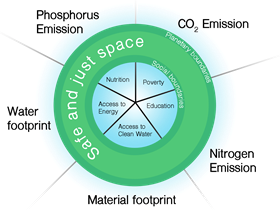 Phosphorus
Emission
CO2 Emission
Safe and just space
Planetary boundaries
Social boundaries
Nutrition
Poverty
Access to
Energy
Education
Access to
Clean Water
Water
footprint
Nitrogen
Emission
Material footprint